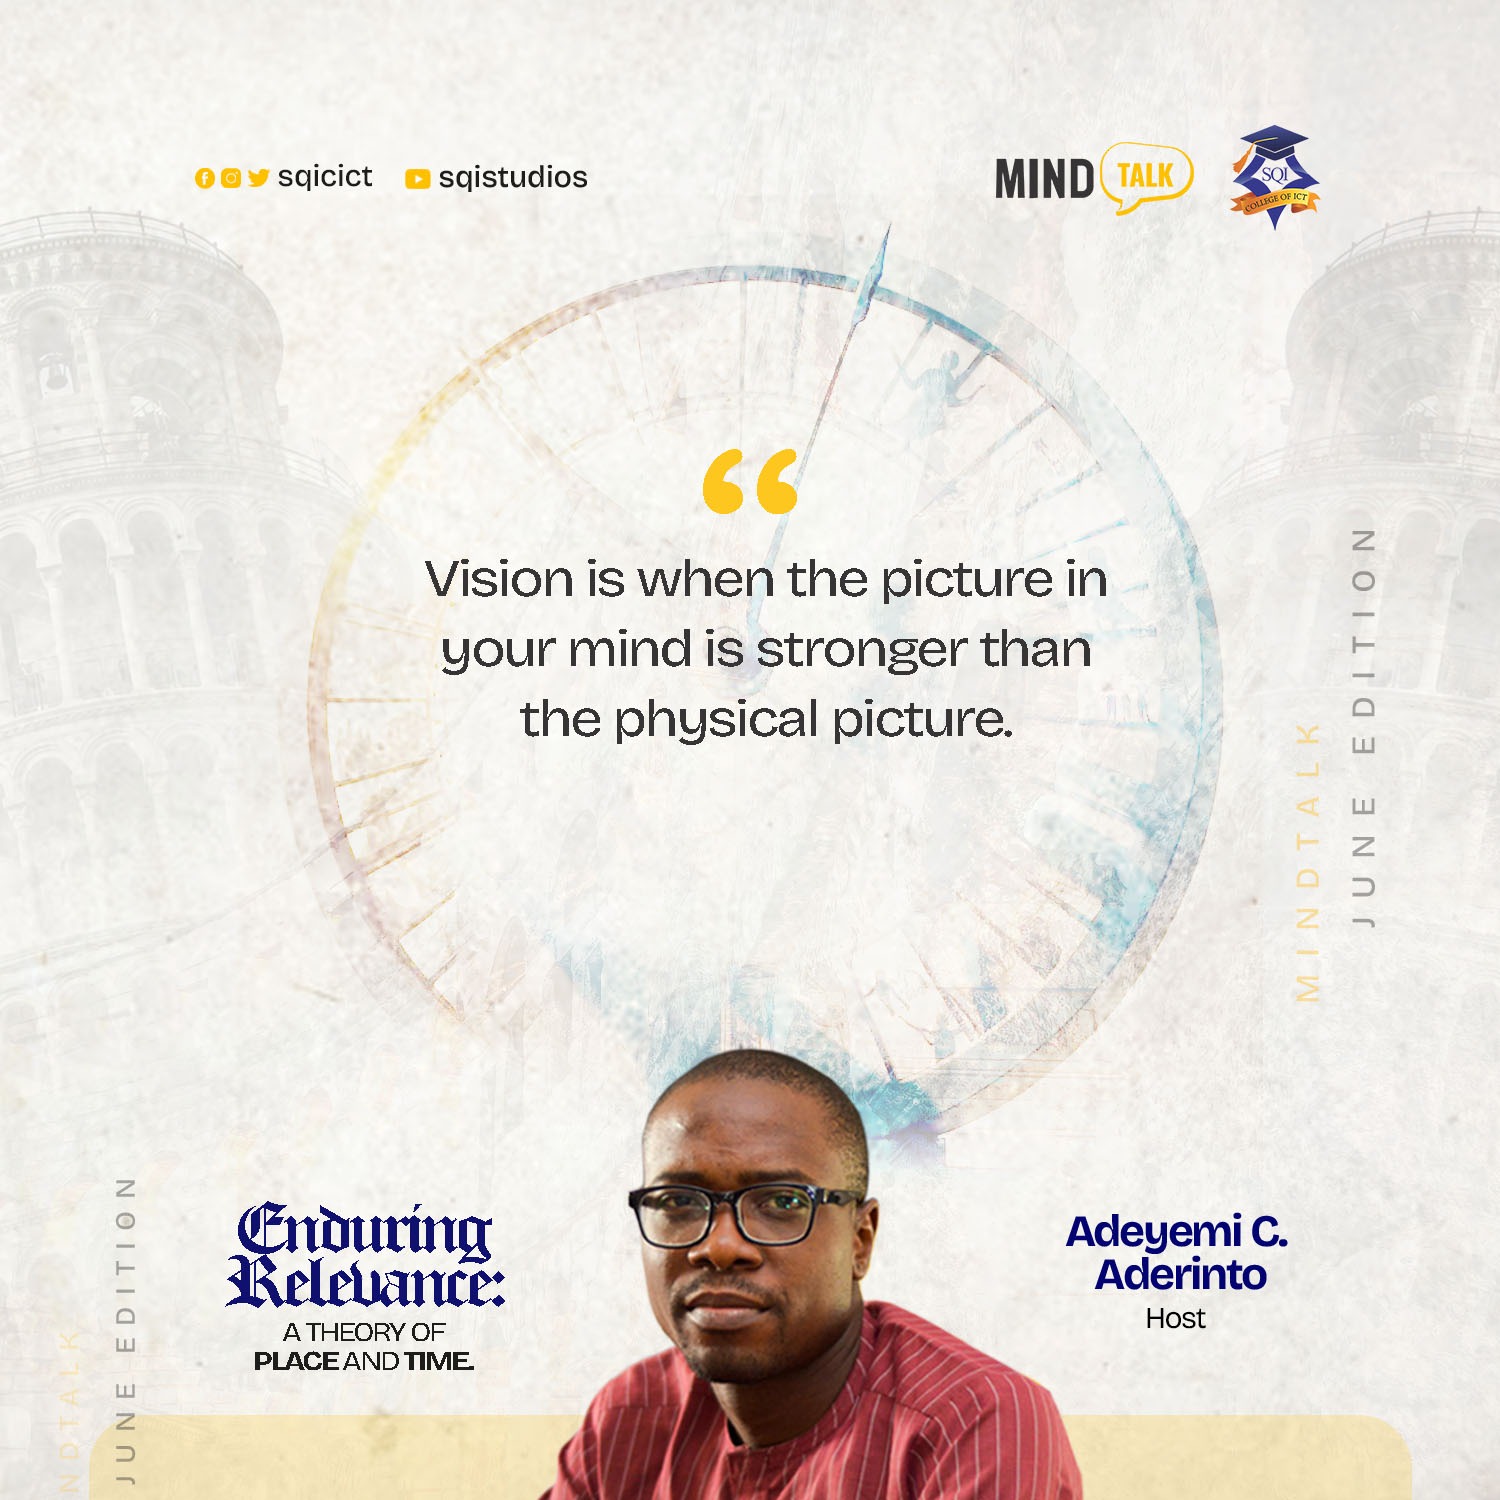 sqicict sqistudios
MIND TALK
SQI
COLLEGE OF ICT
“
Vision is when the picture in
your mind is stronger than
the physical picture.
MINDTALK
JUNE EDITION
Enduring
Relevance:
A THEORY OF
PLACE AND TIME.
Adeyemi C.
Aderinto
Host
JUNE EDITION
NDTALK